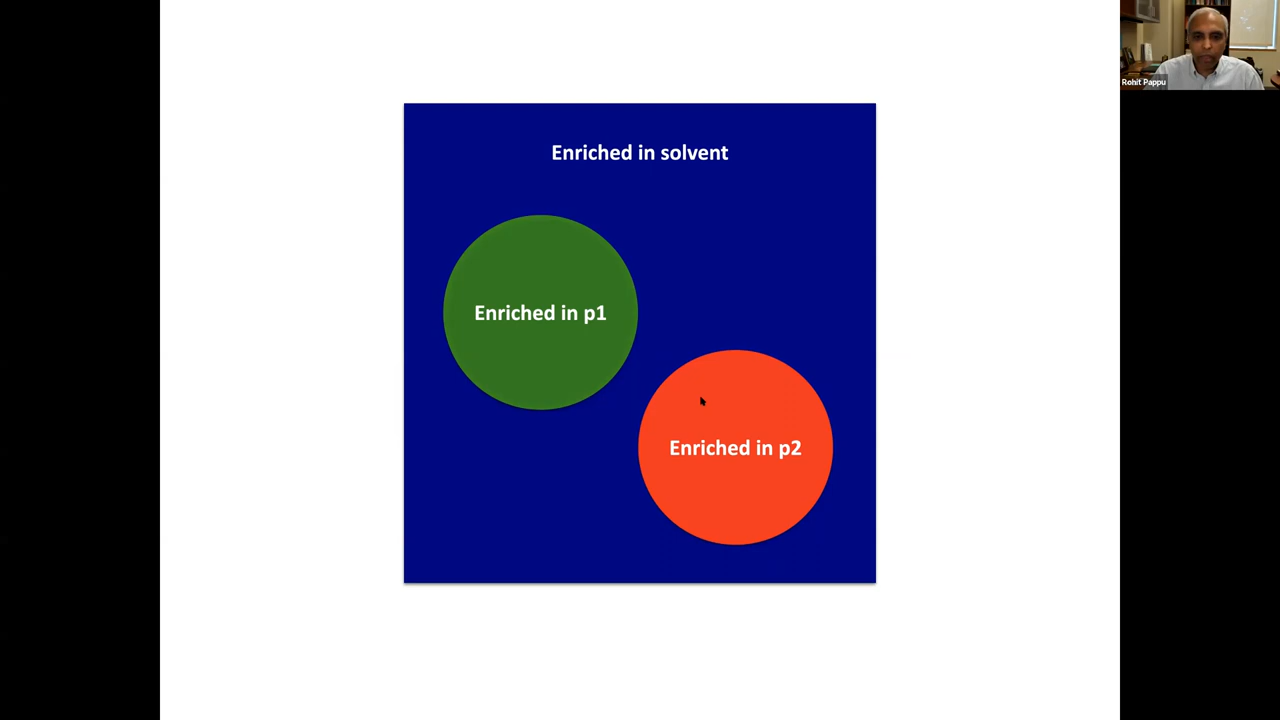 Rohit Pappu
Enriched in solvent
Enriched in p1
Enriched in p2